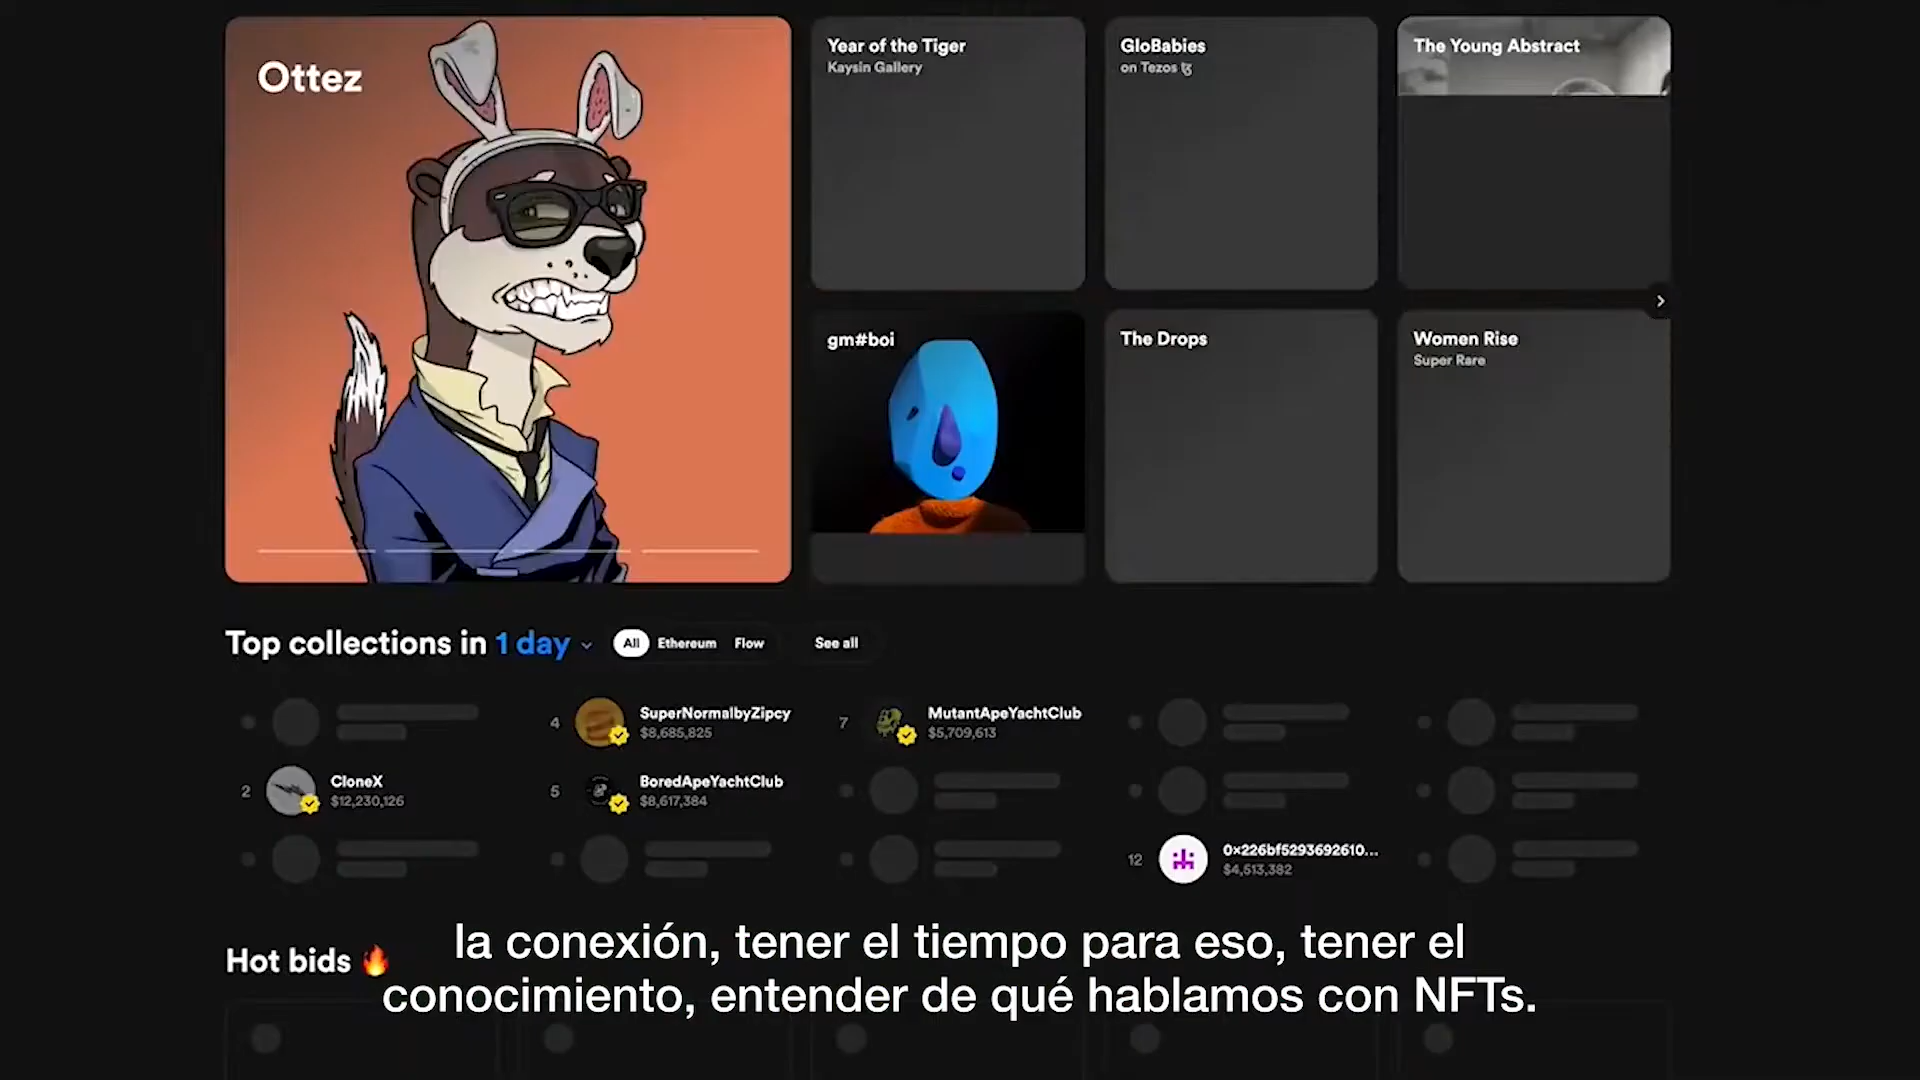 Ottez
Year of the Tiger
Kaysin Gallery
GloBabies
on Tezos
The Young Abstract
gm#boi
The Drops
Women Rise
Super Rare
Top collections in 1 day
All Ethereum Flow See all
4 SuperNormalbyZipcy
$8,685,825
7 MutantApeYachtClub
$5,709,613
2 CloneX
$12,230,126
5 BoredApeYachtClub
$8,617,384
12 0x226bf5293692610...
$4,513,382
Hot bids 🔥
la conexión, tener el tiempo para eso, tener el
conocimiento, entender de qué hablamos con NFTs.